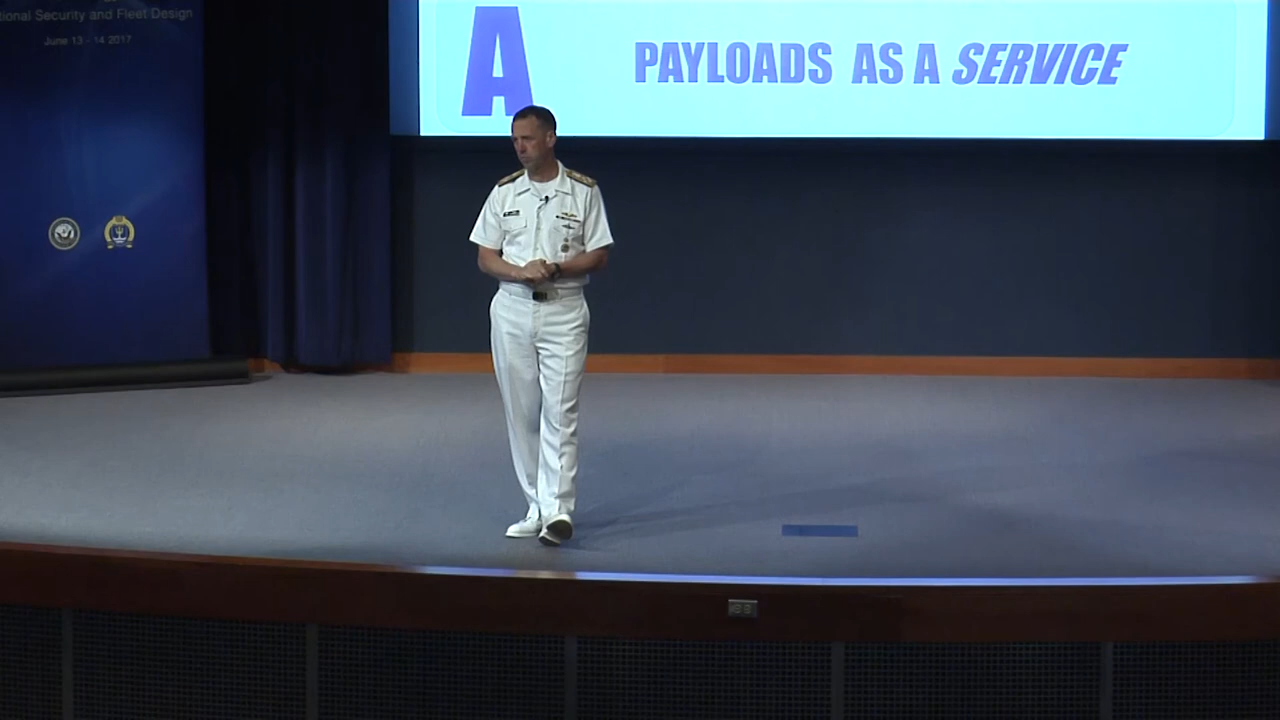 tional Security and Fleet Design
June 13 - 14 2017
A
PAYLOADS AS A SERVICE